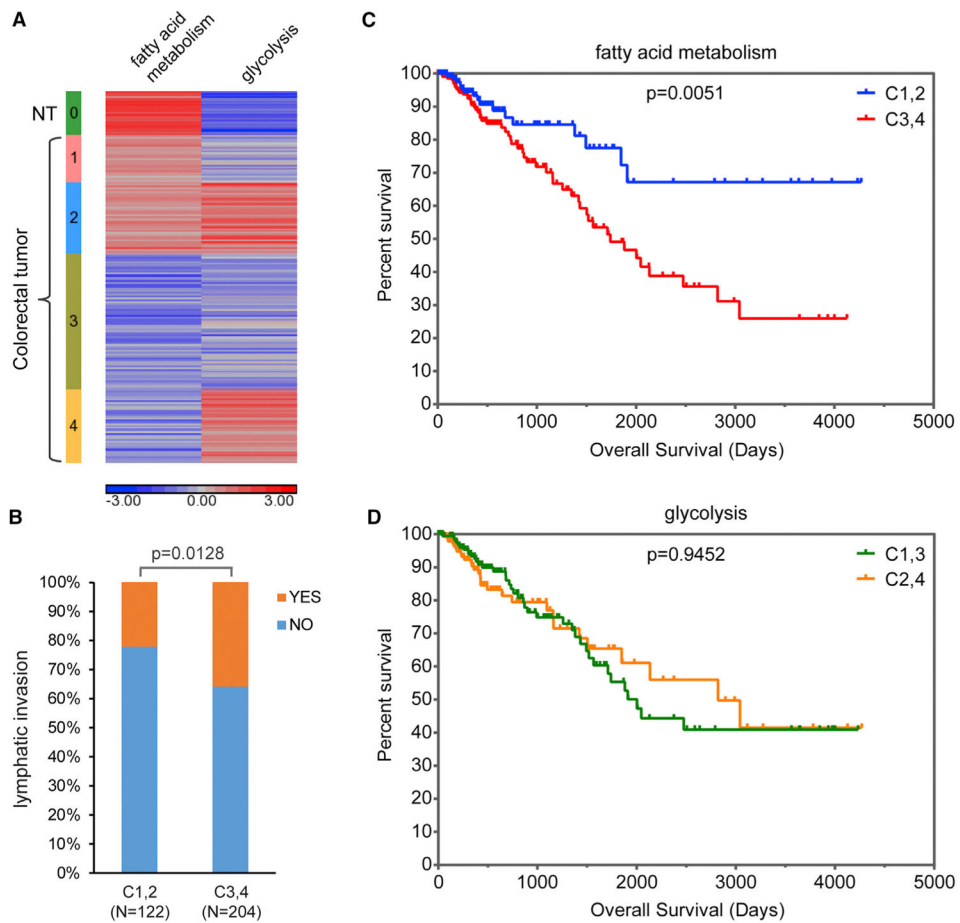 A
fatty acid
metabolism
glycolysis
NT
0
1
2
3
4
Colorectal tumor
-3.00 0.00 3.00
B
p=0.0128
100%
90%
80%
70%
60%
50%
40%
30%
20%
10%
0%
lymphatic invasion
YES
NO
C1,2
(N=122)
C3,4
(N=204)
C
fatty acid metabolism
p=0.0051
C1,2
C3,4
100
90
80
70
60
50
40
30
20
10
0
Percent survival
0 1000 2000 3000 4000 5000
Overall Survival (Days)
D
glycolysis
p=0.9452
C1,3
C2,4
100
90
80
70
60
50
40
30
20
10
0
Percent survival
0 1000 2000 3000 4000 5000
Overall Survival (Days)